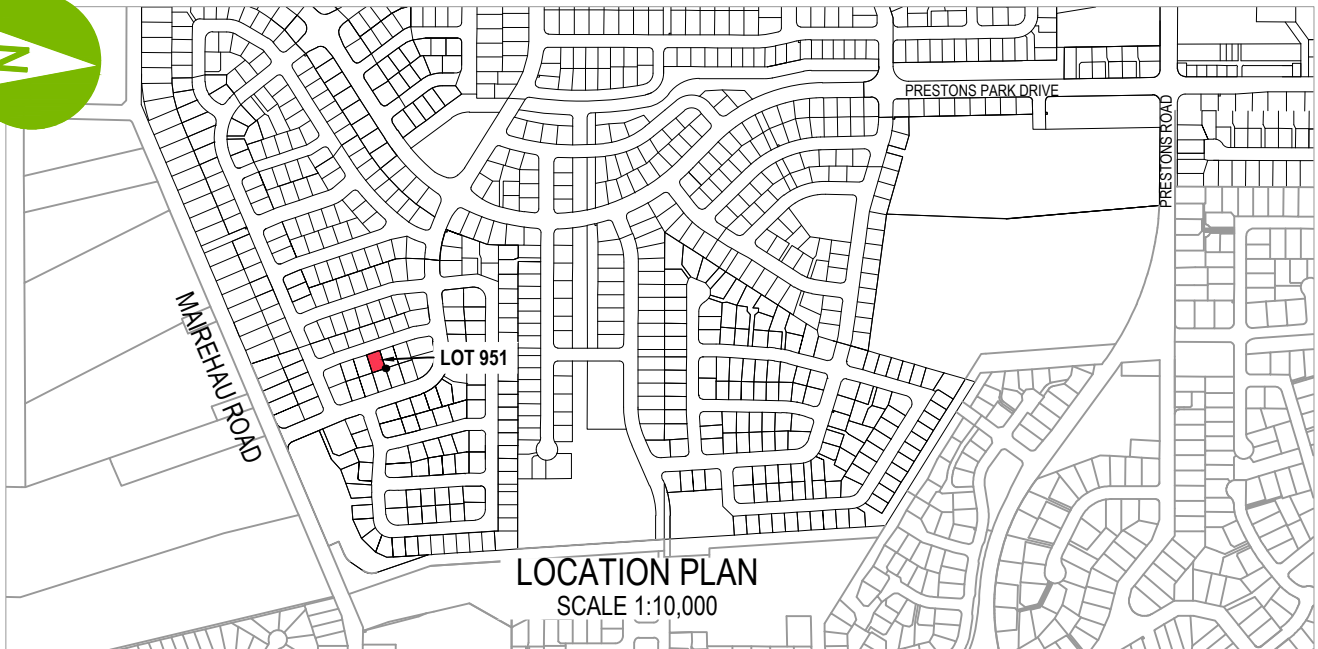 N
PRESTONS PARK DRIVE
PRESTONS ROAD
MAIREHAU ROAD
LOT 951
LOCATION PLAN
SCALE 1:10,000